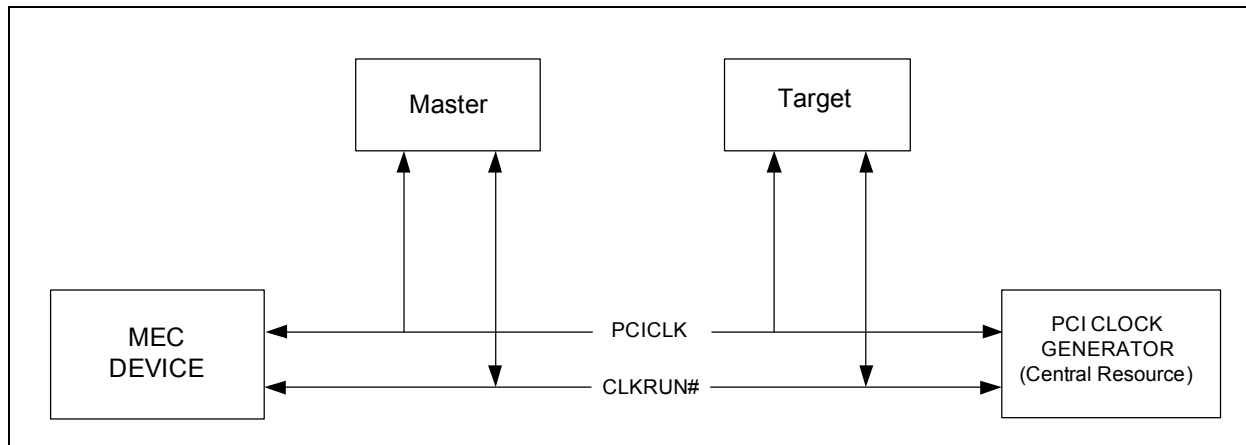 Master
Target
MEC
DEVICE
PCICLK
CLKRUN#
PCI CLOCK
GENERATOR
(Central Resource)